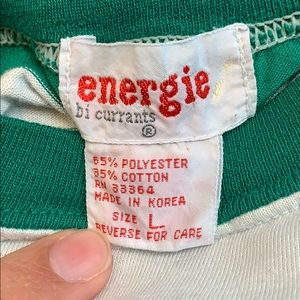 energie
bi currants
®
65% POLYESTER
35% COTTON
RN 33364
MADE IN KOREA
SIZE L
REVERSE FOR CARE